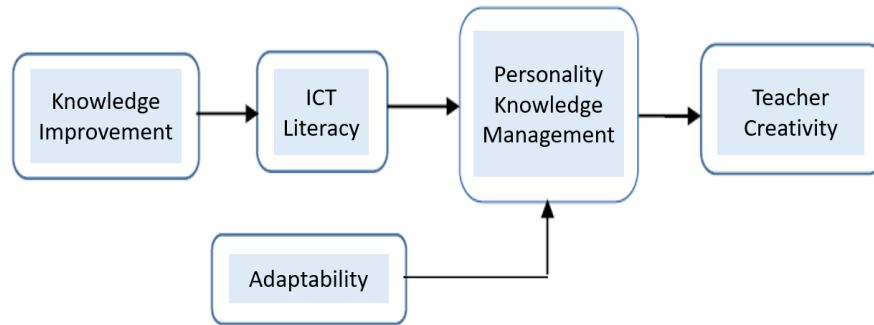 Knowledge
Improvement
ICT
Literacy
Personality
Knowledge
Management
Teacher
Creativity
Adaptability